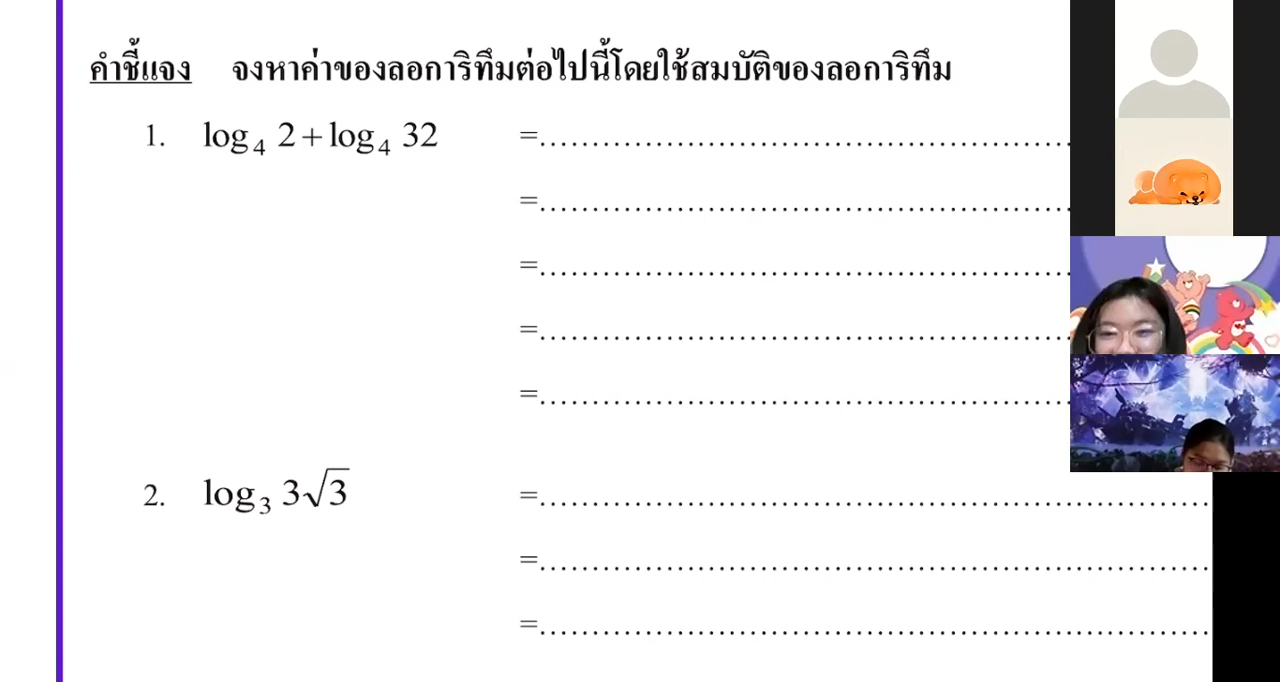 คำชี้แจง จงหาค่าของลอการิทึมต่อไปนี้โดยใช้สมบัติของลอการิทึม
1. log₄ 2 + log₄ 32 =..................................................
=..................................................
=..................................................
=..................................................
=..................................................
2. log₃ 3√3 =..............................................................
=..............................................................
=..............................................................